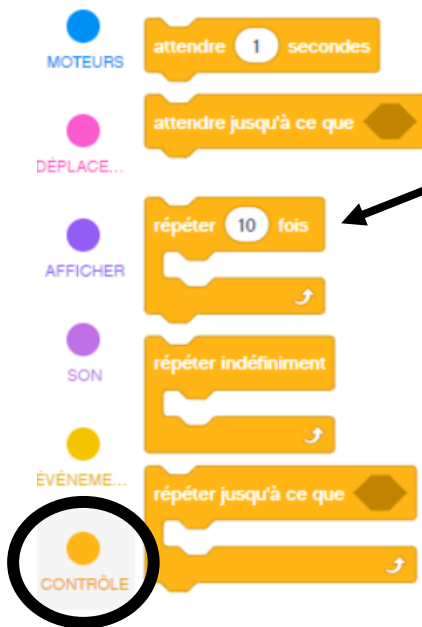 MOTEURS
DÉPLACE...
AFFICHER
SON
ÉVÉNEME...
CONTRÔLE
attendre 1 secondes
attendre jusqu'à ce que
répéter 10 fois
répéter indéfiniment
répéter jusqu'à ce que